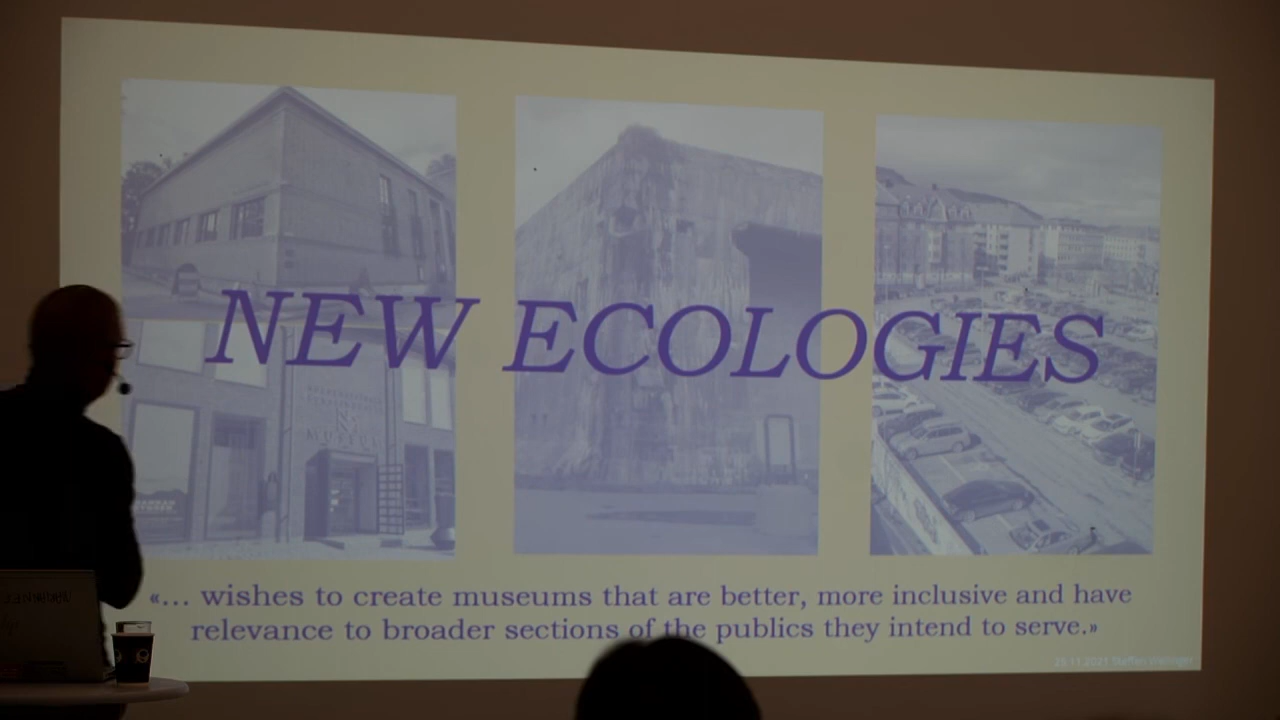 NEW ECOLOGIES
«... wishes to create museums that are better, more inclusive and have
relevance to broader sections of the publics they intend to serve.»